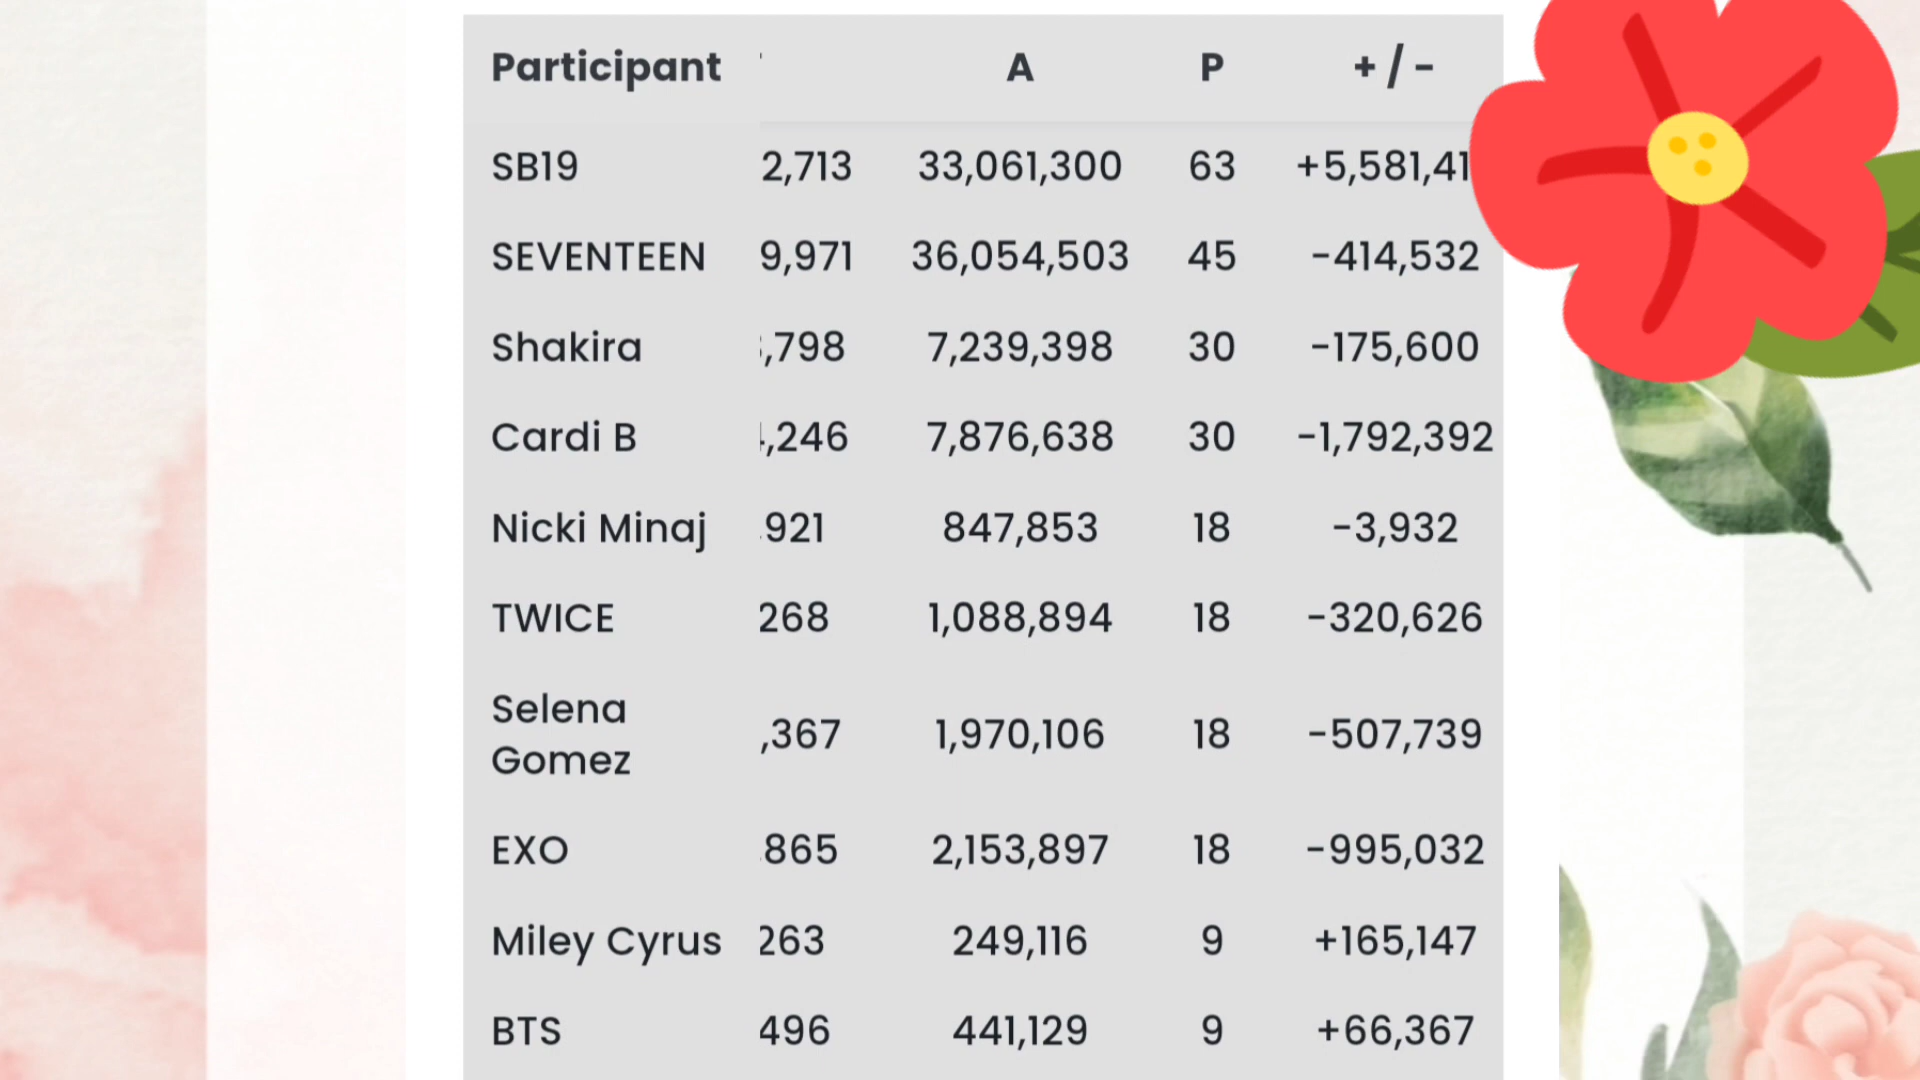 Participant A P + / -
SB19 2,713 33,061,300 63 +5,581,41
SEVENTEEN 9,971 36,054,503 45 -414,532
Shakira ,798 7,239,398 30 -175,600
Cardi B ,246 7,876,638 30 -1,792,392
Nicki Minaj 921 847,853 18 -3,932
TWICE 268 1,088,894 18 -320,626
Selena
Gomez ,367 1,970,106 18 -507,739
EXO 865 2,153,897 18 -995,032
Miley Cyrus 263 249,116 9 +165,147
BTS 496 441,129 9 +66,367